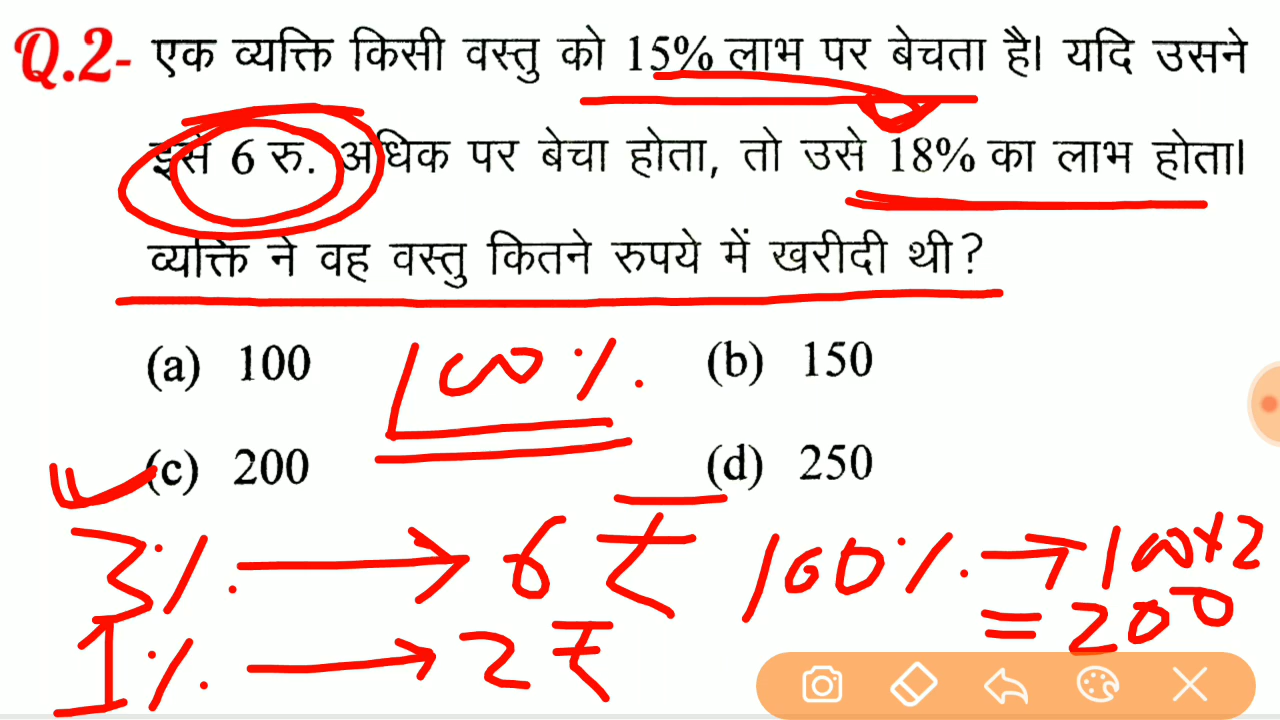 Q.2- एक व्यक्ति किसी वस्तु को 15% लाभ पर बेचता है। यदि उसने
इसे 6 रु. अधिक पर बेचा होता, तो उसे 18% का लाभ होता।
व्यक्ति ने वह वस्तु कितने रुपये में खरीदी थी?
(a) 100 100% (b) 150
(c) 200 (d) 250
3% → 6 ₹ 100% → 100×2
= 200
1% → 2 ₹